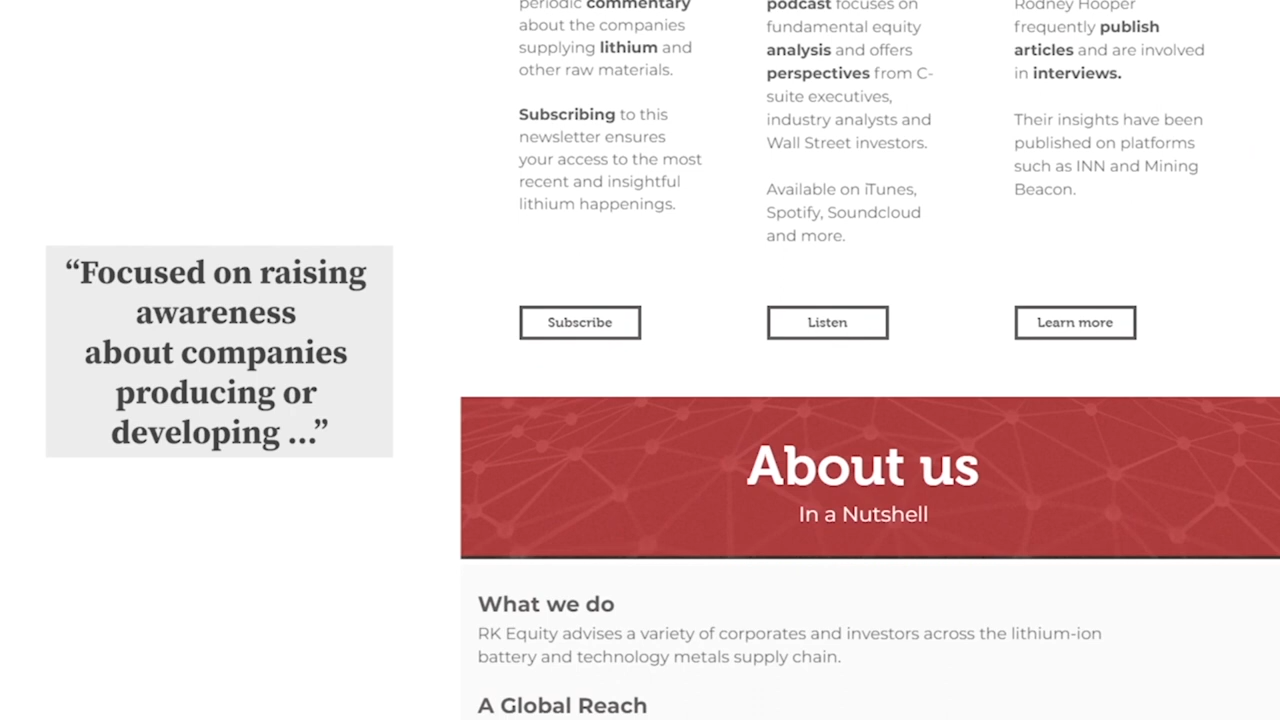 periodic commentary
about the companies
supplying lithium and
other raw materials.
Subscribing to this
newsletter ensures
your access to the most
recent and insightful
lithium happenings.
Subscribe
podcast focuses on
fundamental equity
analysis and offers
perspectives from C-
suite executives,
industry analysts and
Wall Street investors.
Available on iTunes,
Spotify, Soundcloud
and more.
Listen
Rodney Hooper
frequently publish
articles and are involved
in interviews.
Their insights have been
published on platforms
such as INN and Mining
Beacon.
Learn more
“Focused on raising
awareness
about companies
producing or
developing ...”
About us
In a Nutshell
What we do
RK Equity advises a variety of corporates and investors across the lithium-ion
battery and technology metals supply chain.
A Global Reach